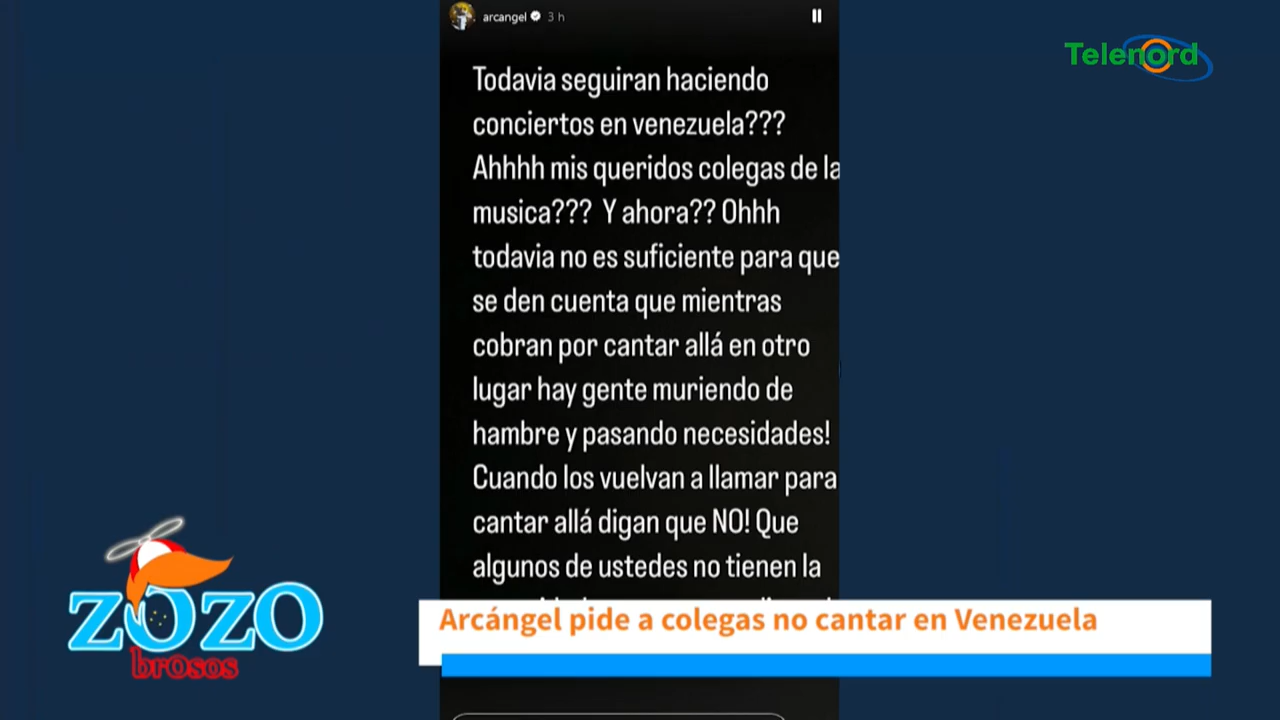 arcangel 3 h
Telenord
Todavia seguiran haciendo
conciertos en venezuela???
Ahhhh mis queridos colegas de la
musica??? Y ahora?? Ohhh
todavia no es suficiente para que
se den cuenta que mientras
cobran por cantar allá en otro
lugar hay gente muriendo de
hambre y pasando necesidades!
Cuando los vuelvan a llamar para
cantar allá digan que NO! Que
algunos de ustedes no tienen la
Arcángel pide a colegas no cantar en Venezuela
ZOZO
brosos